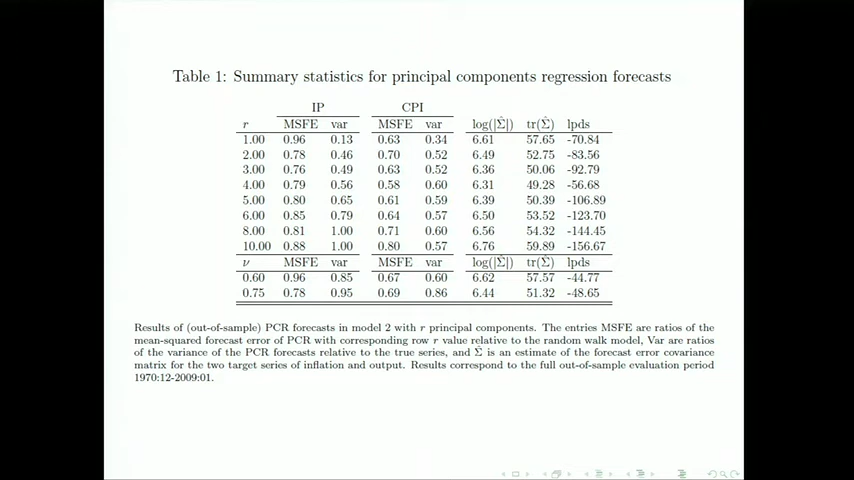 Table 1: Summary statistics for principal components regression forecasts
IP CPI
r MSFE var MSFE var log(|Σ̂|) tr(Σ̂) lpds
1.00 0.96 0.13 0.63 0.34 6.61 57.65 -70.84
2.00 0.78 0.46 0.70 0.52 6.49 52.75 -83.56
3.00 0.76 0.49 0.63 0.52 6.36 50.06 -92.79
4.00 0.79 0.56 0.58 0.60 6.31 49.28 -56.68
5.00 0.80 0.65 0.61 0.59 6.39 50.39 -106.89
6.00 0.85 0.79 0.64 0.57 6.50 53.52 -123.70
8.00 0.81 1.00 0.71 0.60 6.56 54.32 -144.45
10.00 0.88 1.00 0.80 0.57 6.76 59.89 -156.67
ν MSFE var MSFE var log(|Σ̂|) tr(Σ̂) lpds
0.60 0.96 0.85 0.67 0.60 6.62 57.57 -44.77
0.75 0.78 0.95 0.69 0.86 6.44 51.32 -48.65
Results of (out-of-sample) PCR forecasts in model 2 with r principal components. The entries MSFE are ratios of the
mean-squared forecast error of PCR with corresponding row r value relative to the random walk model, Var are ratios
of the variance of the PCR forecasts relative to the true series, and Σ̂ is an estimate of the forecast error covariance
matrix for the two target series of inflation and output. Results correspond to the full out-of-sample evaluation period
1970:12-2009:01.